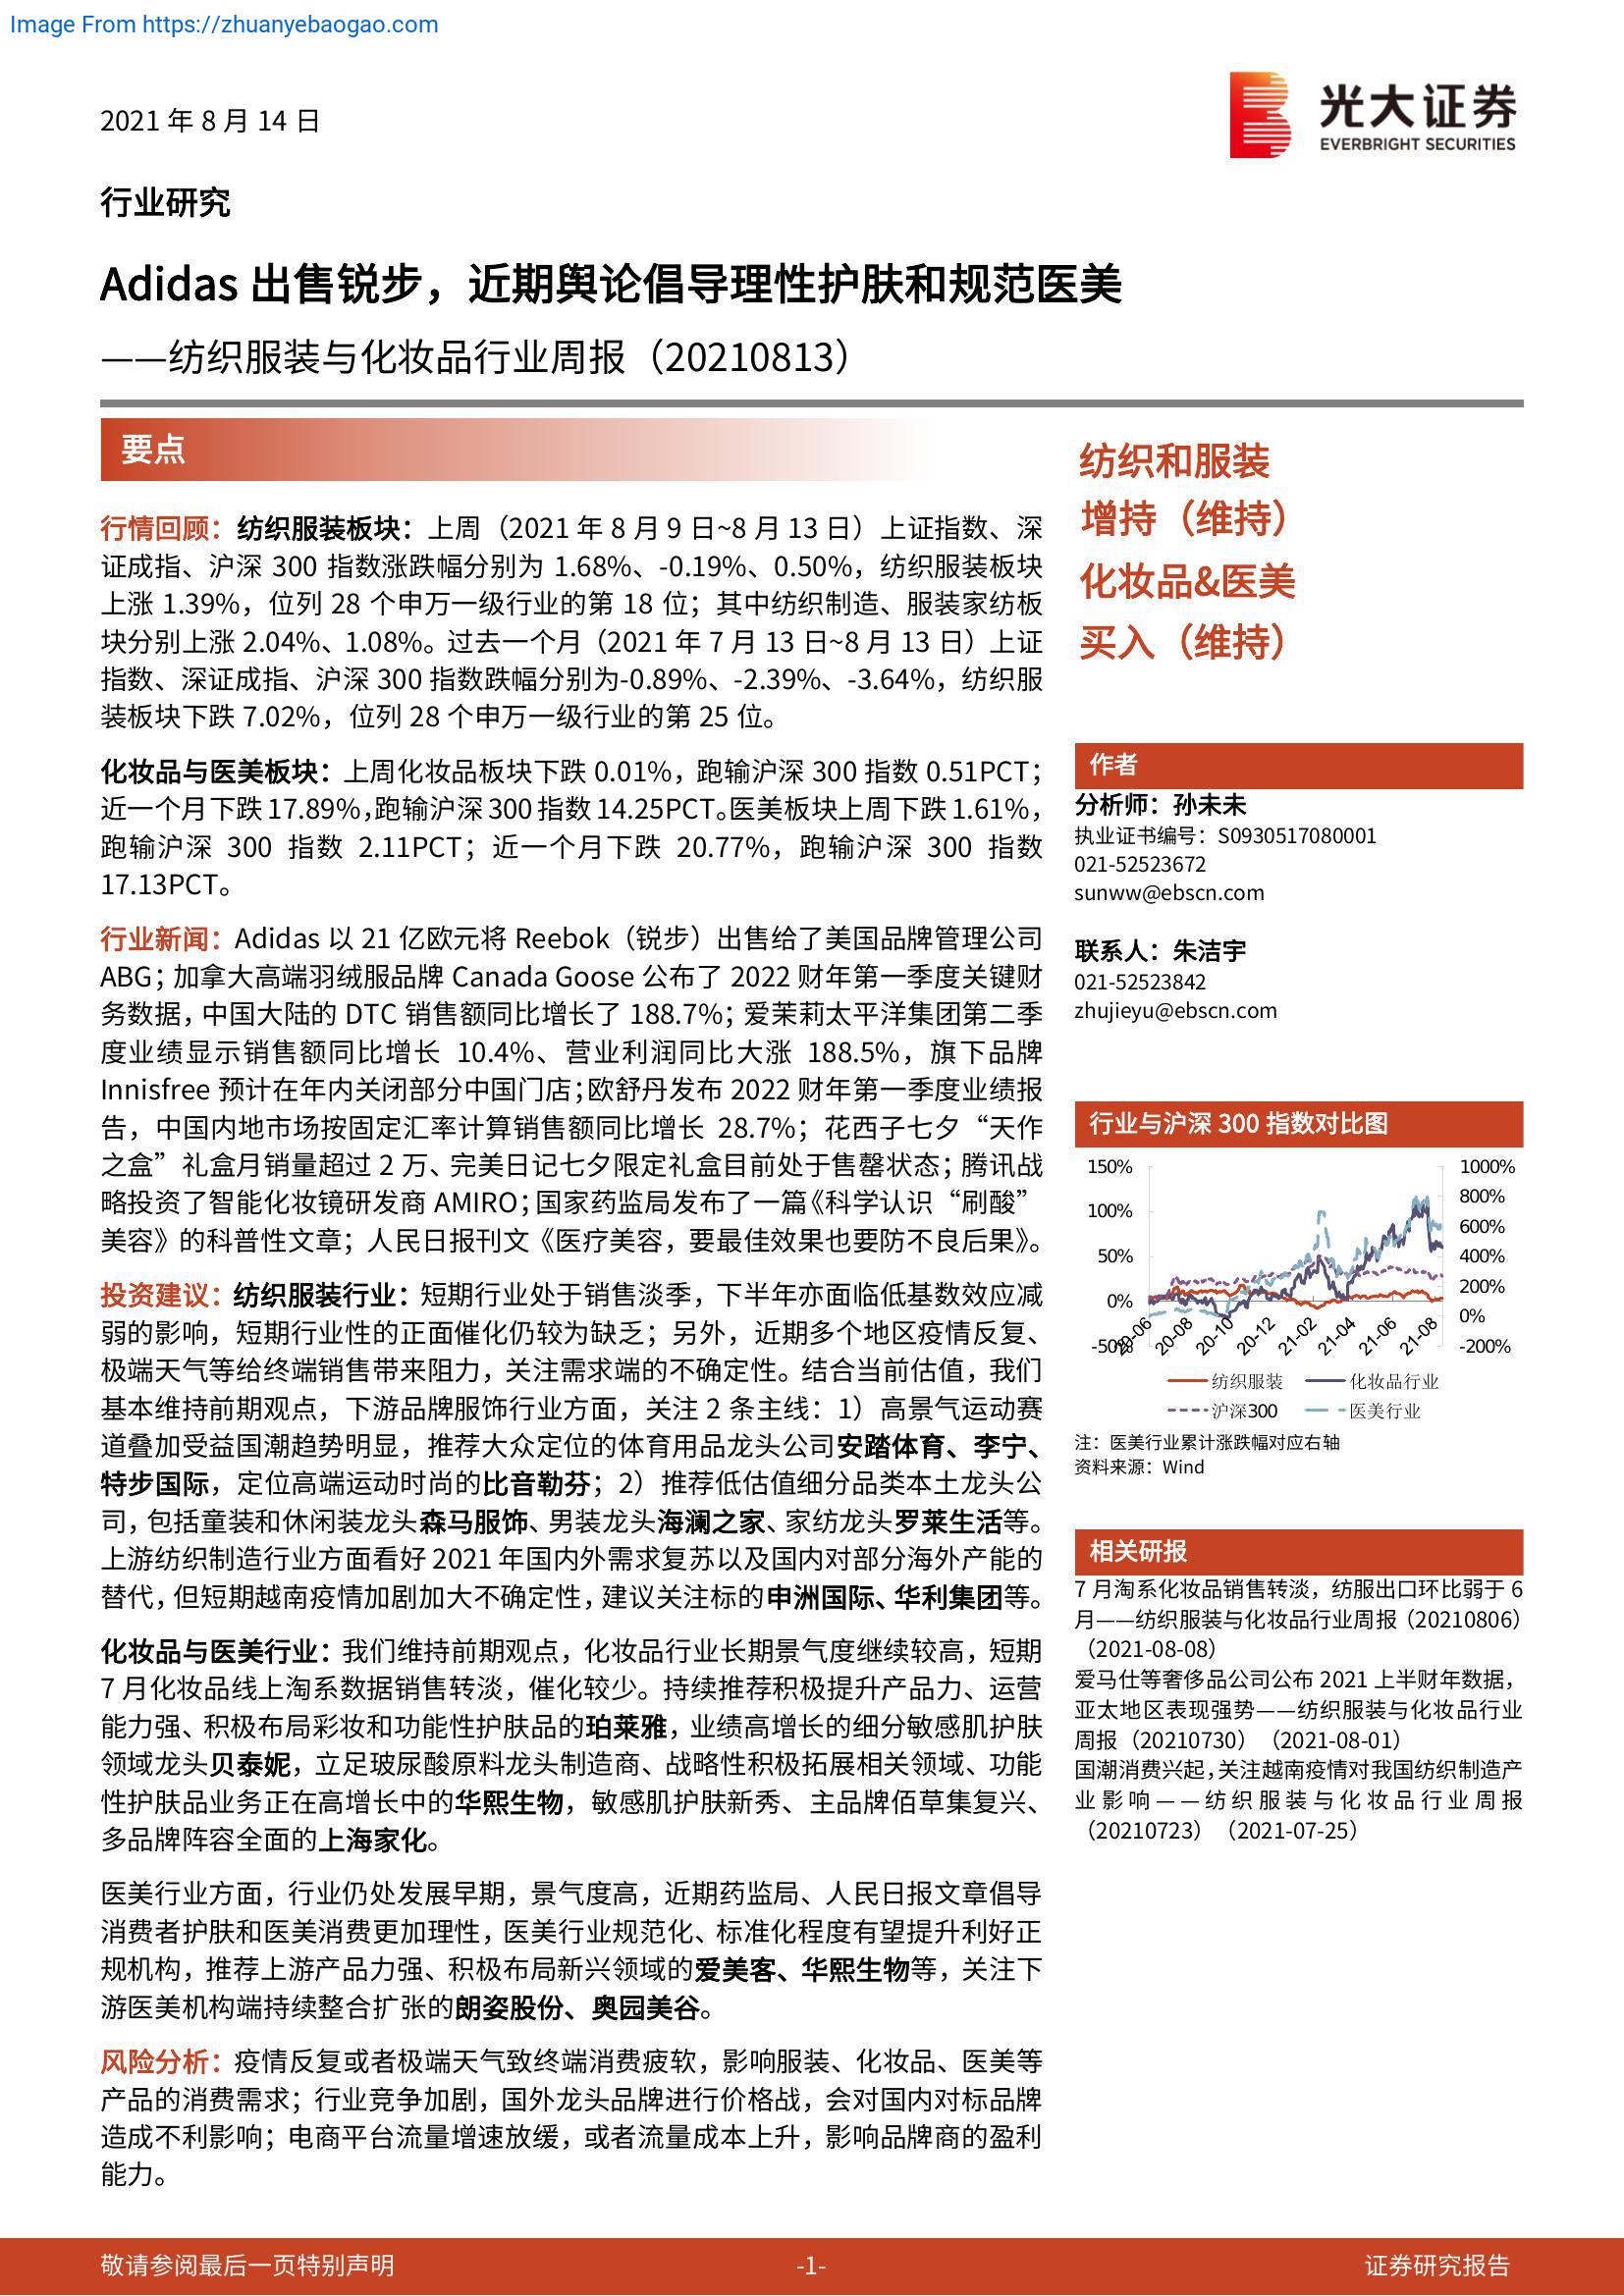 Image From https://zhuanyebaogao.com
2021 年 8 月 14 日
光大证券
EVERBRIGHT SECURITIES
行业研究
Adidas 出售锐步，近期舆论倡导理性护肤和规范医美
——纺织服装与化妆品行业周报（20210813）
要点
行情回顾：纺织服装板块：上周（2021 年 8 月 9 日~8 月 13 日）上证指数、深
证成指、沪深 300 指数涨跌幅分别为 1.68%、-0.19%、0.50%，纺织服装板块
上涨 1.39%，位列 28 个申万一级行业的第 18 位；其中纺织制造、服装家纺板
块分别上涨 2.04%、1.08%。过去一个月（2021 年 7 月 13 日~8 月 13 日）上证
指数、深证成指、沪深 300 指数跌幅分别为-0.89%、-2.39%、-3.64%，纺织服
装板块下跌 7.02%，位列 28 个申万一级行业的第 25 位。
化妆品与医美板块：上周化妆品板块下跌 0.01%，跑输沪深 300 指数 0.51PCT；
近一个月下跌 17.89%，跑输沪深 300 指数 14.25PCT。医美板块上周下跌 1.61%，
跑输沪深 300 指数 2.11PCT；近一个月下跌 20.77%，跑输沪深 300 指数
17.13PCT。
行业新闻：Adidas 以 21 亿欧元将 Reebok（锐步）出售给了美国品牌管理公司
ABG；加拿大高端羽绒服品牌 Canada Goose 公布了 2022 财年第一季度关键财
务数据，中国大陆的 DTC 销售额同比增长了 188.7%；爱茉莉太平洋集团第二季
度业绩显示销售额同比增长 10.4%、营业利润同比大涨 188.5%，旗下品牌
Innisfree 预计在年内关闭部分中国门店；欧舒丹发布 2022 财年第一季度业绩报
告，中国内地市场按固定汇率计算销售额同比增长 28.7%；花西子七夕“天作
之盒”礼盒月销量超过 2 万、完美日记七夕限定礼盒目前处于售罄状态；腾讯战
略投资了智能化妆镜研发商 AMIRO；国家药监局发布了一篇《科学认识“刷酸”
美容》的科普性文章；人民日报刊文《医疗美容，要最佳效果也要防不良后果》。
投资建议：纺织服装行业：短期行业处于销售淡季，下半年亦面临低基数效应减
弱的影响，短期行业性的正面催化仍较为缺乏；另外，近期多个地区疫情反复、
极端天气等给终端销售带来阻力，关注需求端的不确定性。结合当前估值，我们
基本维持前期观点，下游品牌服饰行业方面，关注 2 条主线：1）高景气运动赛
道叠加受益国潮趋势明显，推荐大众定位的体育用品龙头公司安踏体育、李宁、
特步国际，定位高端运动时尚的比音勒芬；2）推荐低估值细分品类本土龙头公
司，包括童装和休闲装龙头森马服饰、男装龙头海澜之家、家纺龙头罗莱生活等。
上游纺织制造行业方面看好 2021 年国内外需求复苏以及国内对部分海外产能的
替代，但短期越南疫情加剧加大不确定性，建议关注标的申洲国际、华利集团等。
化妆品与医美行业：我们维持前期观点，化妆品行业长期景气度继续较高，短期
7 月化妆品线上淘系数据销售转淡，催化较少。持续推荐积极提升产品力、运营
能力强、积极布局彩妆和功能性护肤品的珀莱雅，业绩高增长的细分敏感肌护肤
领域龙头贝泰妮，立足玻尿酸原料龙头制造商、战略性积极拓展相关领域、功能
性护肤品业务正在高增长中的华熙生物，敏感肌护肤新秀、主品牌佰草集复兴、
多品牌阵容全面的上海家化。
医美行业方面，行业仍处发展早期，景气度高，近期药监局、人民日报文章倡导
消费者护肤和医美消费更加理性，医美行业规范化、标准化程度有望提升利好正
规机构，推荐上游产品力强、积极布局新兴领域的爱美客、华熙生物等，关注下
游医美机构端持续整合扩张的朗姿股份、奥园美谷。
风险分析：疫情反复或者极端天气致终端消费疲软，影响服装、化妆品、医美等
产品的消费需求；行业竞争加剧，国外龙头品牌进行价格战，会对国内对标品牌
造成不利影响；电商平台流量增速放缓，或者流量成本上升，影响品牌商的盈利
能力。
纺织和服装
增持（维持）
化妆品&医美
买入（维持）
作者
分析师：孙未未
执业证书编号：S0930517080001
021-52523672
sunww@ebscn.com
联系人：朱洁宇
021-52523842
zhujieyu@ebscn.com
行业与沪深 300 指数对比图
150% 1000%
800%
100%
600%
50% 400%
200%
0% 0%
-50% -200%
20-06 20-08 20-10 20-12 21-02 21-04 21-06 21-08
纺织服装 化妆品行业
沪深300 医美行业
注：医美行业累计涨跌幅对应右轴
资料来源：Wind
相关研报
7 月淘系化妆品销售转淡，纺服出口环比弱于 6
月——纺织服装与化妆品行业周报（20210806）
（2021-08-08）
爱马仕等奢侈品公司公布 2021 上半财年数据，
亚太地区表现强势——纺织服装与化妆品行业
周报（20210730）（2021-08-01）
国潮消费兴起，关注越南疫情对我国纺织制造产
业影响——纺织服装与化妆品行业周报
（20210723）（2021-07-25）
敬请参阅最后一页特别声明
-1-
证券研究报告